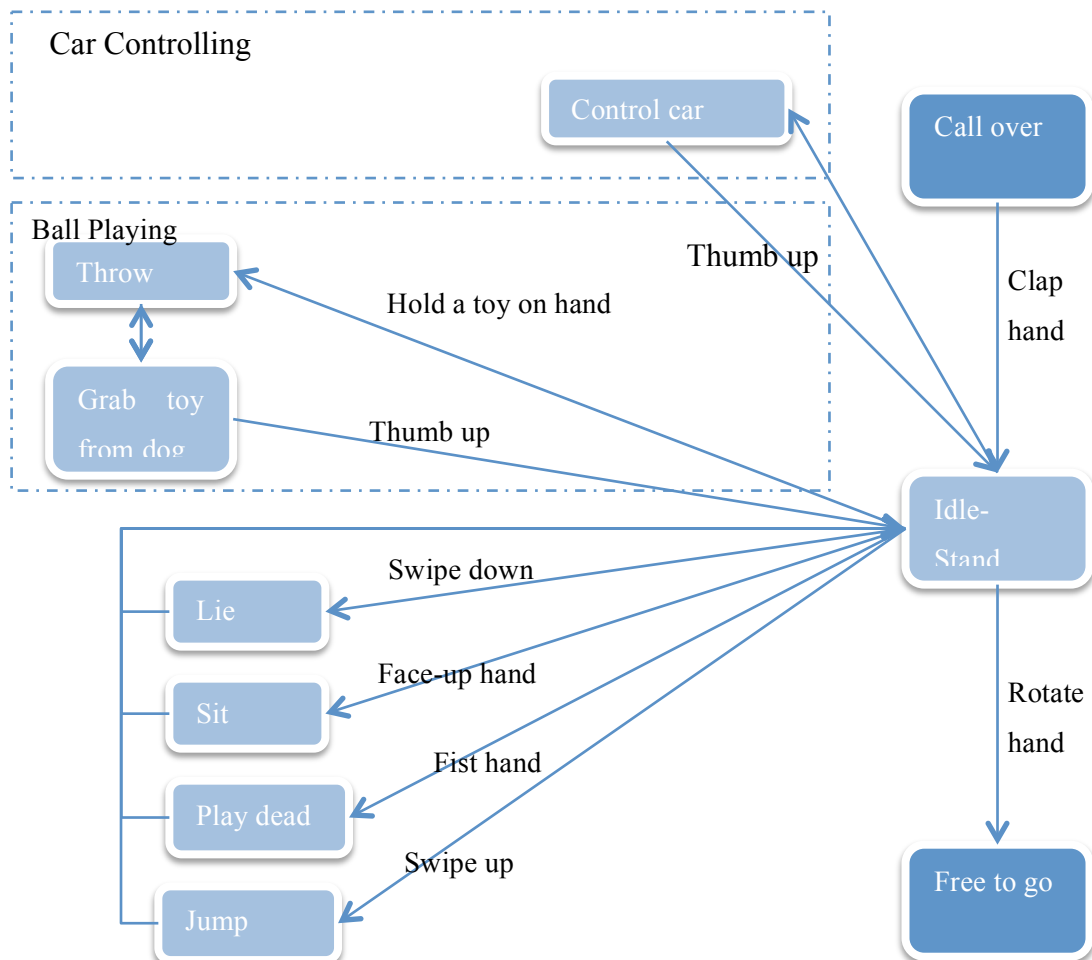 Car Controlling
Control car
Call over
Ball Playing
Throw
Thumb up
Clap
hand
Hold a toy on hand
Grab toy
from dog
Thumb up
Idle-
Stand
Swipe down
Lie
Face-up hand
Sit
Rotate
hand
Fist hand
Play dead
Swipe up
Free to go
Jump